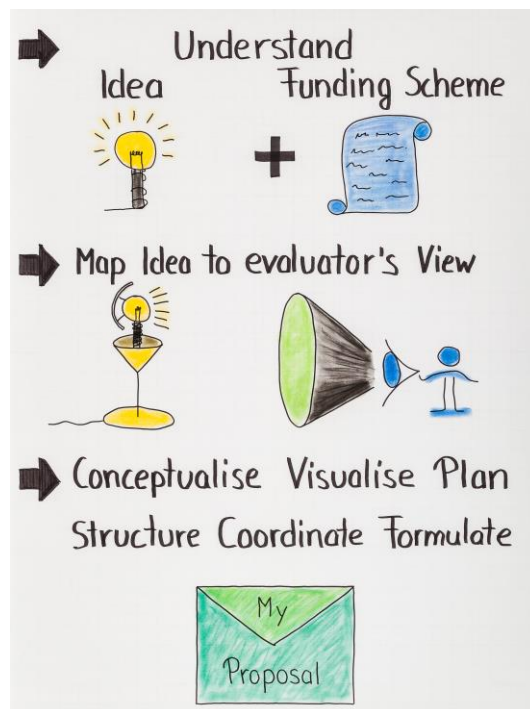 Understand
Idea Funding Scheme
Map Idea to evaluator's View
Conceptualise Visualise Plan
Structure Coordinate Formulate
My
Proposal